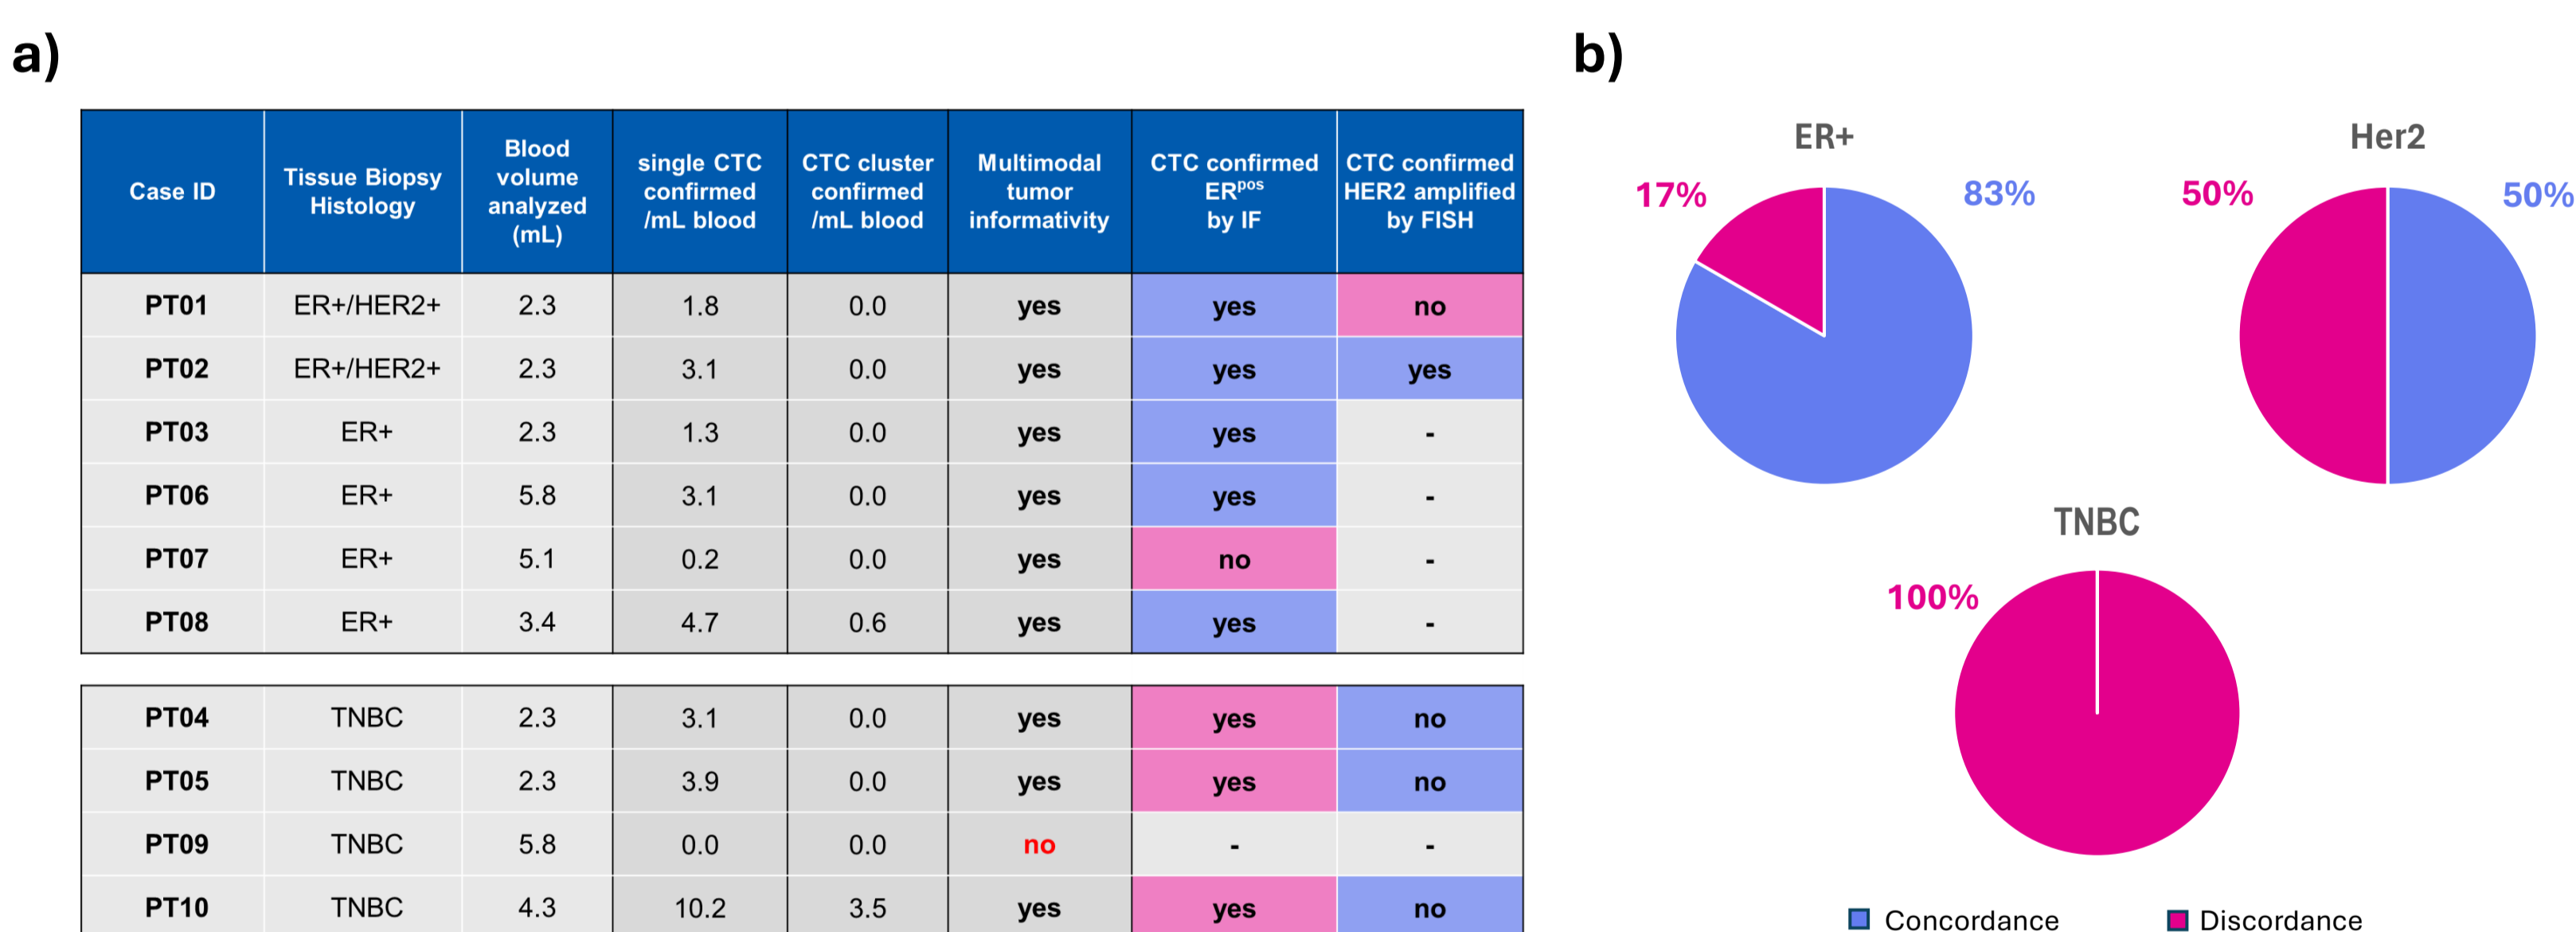 a)
Case ID
Tissue Biopsy
Histology
Blood
volume
analyzed
(mL)
single CTC
confirmed
/mL blood
CTC cluster
confirmed
/mL blood
Multimodal
tumor
informativity
CTC confirmed
ERpos
by IF
CTC confirmed
HER2 amplified
by FISH
PT01 ER+/HER2+ 2.3 1.8 0.0 yes yes no
PT02 ER+/HER2+ 2.3 3.1 0.0 yes yes yes
PT03 ER+ 2.3 1.3 0.0 yes yes -
PT06 ER+ 5.8 3.1 0.0 yes yes -
PT07 ER+ 5.1 0.2 0.0 yes no -
PT08 ER+ 3.4 4.7 0.6 yes yes -
PT04 TNBC 2.3 3.1 0.0 yes yes no
PT05 TNBC 2.3 3.9 0.0 yes yes no
PT09 TNBC 5.8 0.0 0.0 no - -
PT10 TNBC 4.3 10.2 3.5 yes yes no
b)
ER+
17% 83%
Her2
50% 50%
TNBC
100%
Concordance Discordance